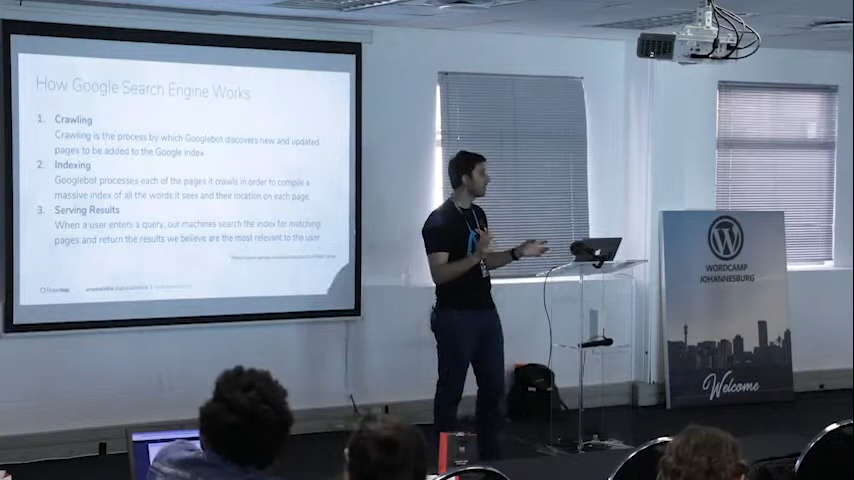 How Google Search Engine Works
1. Crawling
Crawling is the process by which Googlebot discovers new and updated
pages to be added to the Google index.
2. Indexing
Googlebot processes each of the pages it crawls in order to compile a
massive index of all the words it sees and their location on each page.
3. Serving Results
When a user enters a query, our machines search the index for matching
pages and return the results we believe are the most relevant to the user
WORDCAMP
JOHANNESBURG
Welcome